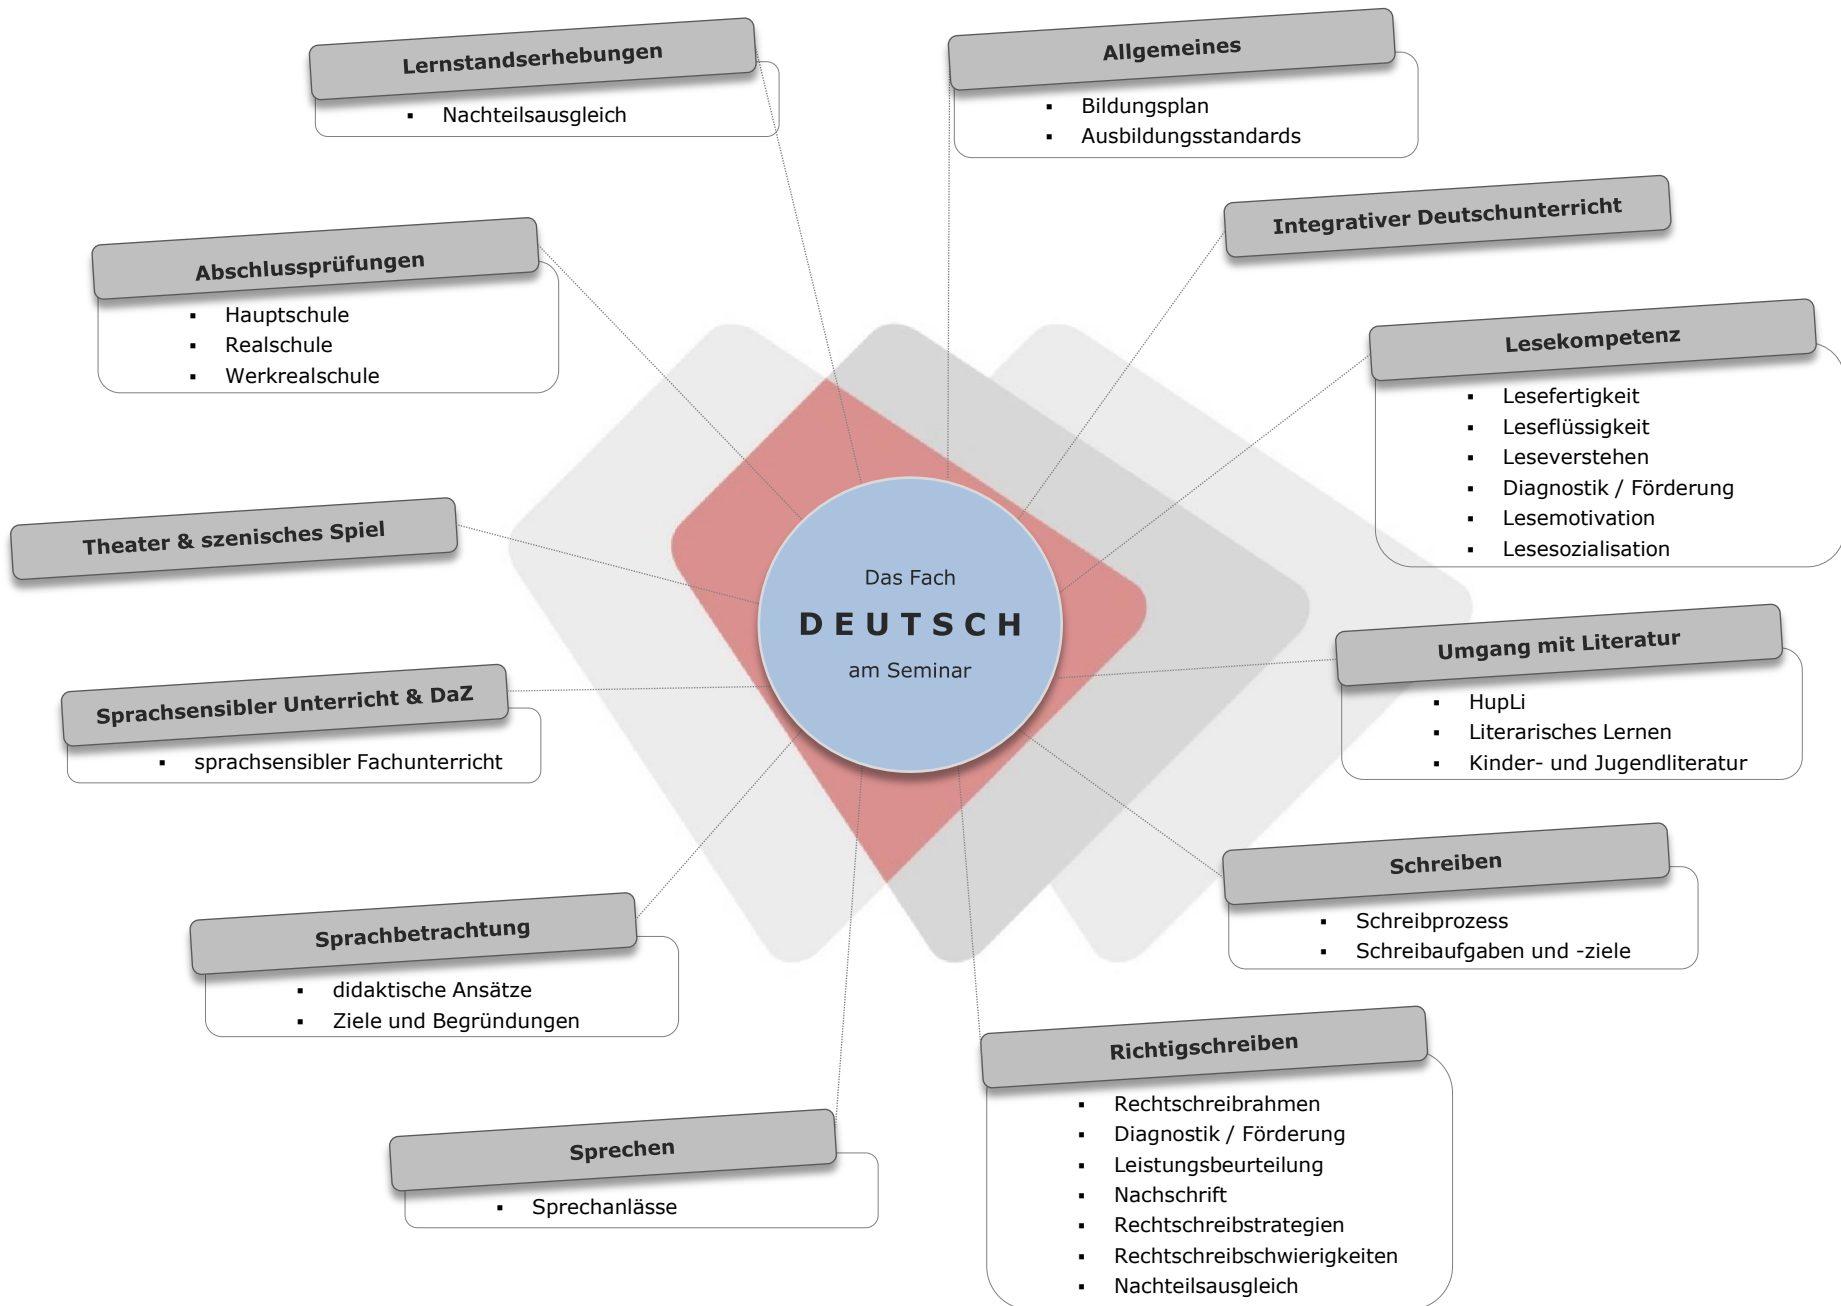 Lernstandserhebungen
▪ Nachteilsausgleich
Allgemeines
▪ Bildungsplan
▪ Ausbildungsstandards
Integrativer Deutschunterricht
Abschlussprüfungen
▪ Hauptschule
▪ Realschule
▪ Werkrealschule
Lesekompetenz
▪ Lesefertigkeit
▪ Leseflüssigkeit
▪ Leseverstehen
▪ Diagnostik / Förderung
▪ Lesemotivation
▪ Lesesozialisation
Theater & szenisches Spiel
Das Fach
DEUTSCH
am Seminar
Umgang mit Literatur
▪ HupLi
▪ Literarisches Lernen
▪ Kinder- und Jugendliteratur
Sprachsensibler Unterricht & DaZ
▪ sprachsensibler Fachunterricht
Schreiben
▪ Schreibprozess
▪ Schreibaufgaben und -ziele
Sprachbetrachtung
▪ didaktische Ansätze
▪ Ziele und Begründungen
Richtigschreiben
▪ Rechtschreibrahmen
▪ Diagnostik / Förderung
▪ Leistungsbeurteilung
▪ Nachschrift
▪ Rechtschreibstrategien
▪ Rechtschreibschwierigkeiten
▪ Nachteilsausgleich
Sprechen
▪ Sprechanlässe